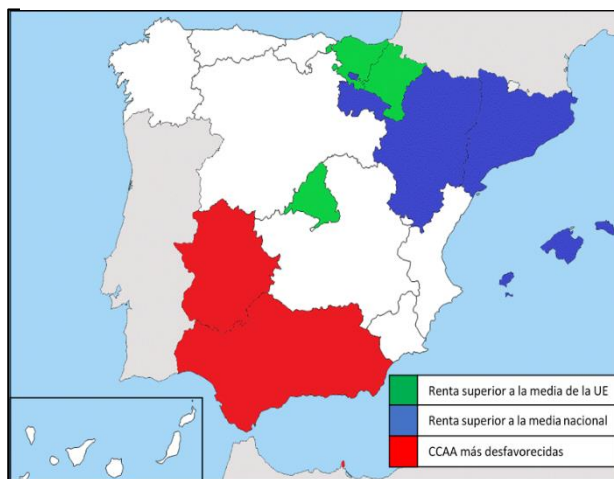 Renta superior a la media de la UE
Renta superior a la media nacional
CCAA más desfavorecidas